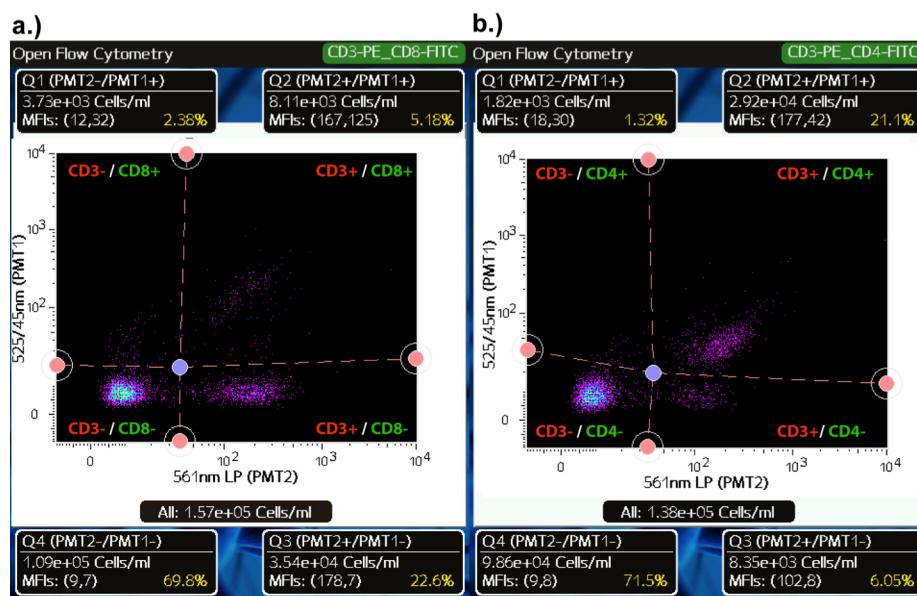 a.)
Open Flow Cytometry
CD3-PE_CD8-FITC
Q1 (PMT2-/PMT1+)
3.73e+03 Cells/ml
MFIs: (12,32) 2.38%
Q2 (PMT2+/PMT1+)
8.11e+03 Cells/ml
MFIs: (167,125) 5.18%
10^4
CD3- / CD8+
CD3+ / CD8+
10^3
525/45nm (PMT1)
10^2
0
CD3- / CD8-
CD3+ / CD8-
0
10^2
10^3
10^4
561nm LP (PMT2)
All: 1.57e+05 Cells/ml
Q4 (PMT2-/PMT1-)
1.09e+05 Cells/ml
MFIs: (9,7) 69.8%
Q3 (PMT2+/PMT1-)
3.54e+04 Cells/ml
MFIs: (178,7) 22.6%
b.)
Open Flow Cytometry
CD3-PE_CD4-FITC
Q1 (PMT2-/PMT1+)
1.82e+03 Cells/ml
MFIs: (18,30) 1.32%
Q2 (PMT2+/PMT1+)
2.92e+04 Cells/ml
MFIs: (177,42) 21.1%
10^4
CD3- / CD4+
CD3+ / CD4+
10^3
525/45nm (PMT1)
10^2
0
CD3- / CD4-
CD3+ / CD4-
0
10^2
10^3
10^4
561nm LP (PMT2)
All: 1.38e+05 Cells/ml
Q4 (PMT2-/PMT1-)
9.86e+04 Cells/ml
MFIs: (9,8) 71.5%
Q3 (PMT2+/PMT1-)
8.35e+03 Cells/ml
MFIs: (102,8) 6.05%